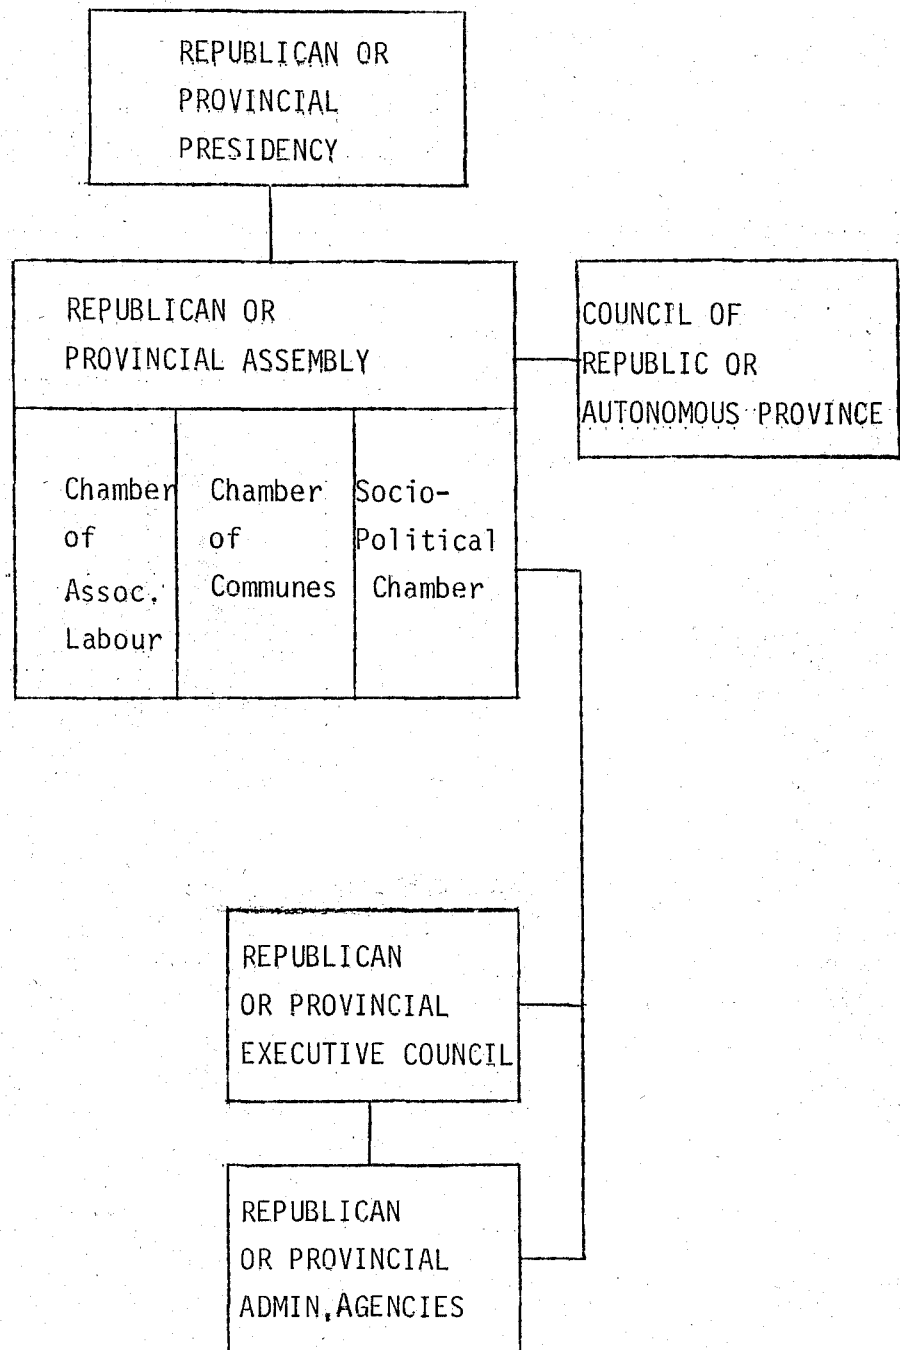 REPUBLICAN OR
PROVINCIAL
PRESIDENCY
REPUBLICAN OR
PROVINCIAL ASSEMBLY
COUNCIL OF
REPUBLIC OR
AUTONOMOUS PROVINCE
Chamber
of
Assoc.
Labour
Chamber
of
Communes
Socio-
Political
Chamber
REPUBLICAN
OR PROVINCIAL
EXECUTIVE COUNCIL
REPUBLICAN
OR PROVINCIAL
ADMIN.AGENCIES